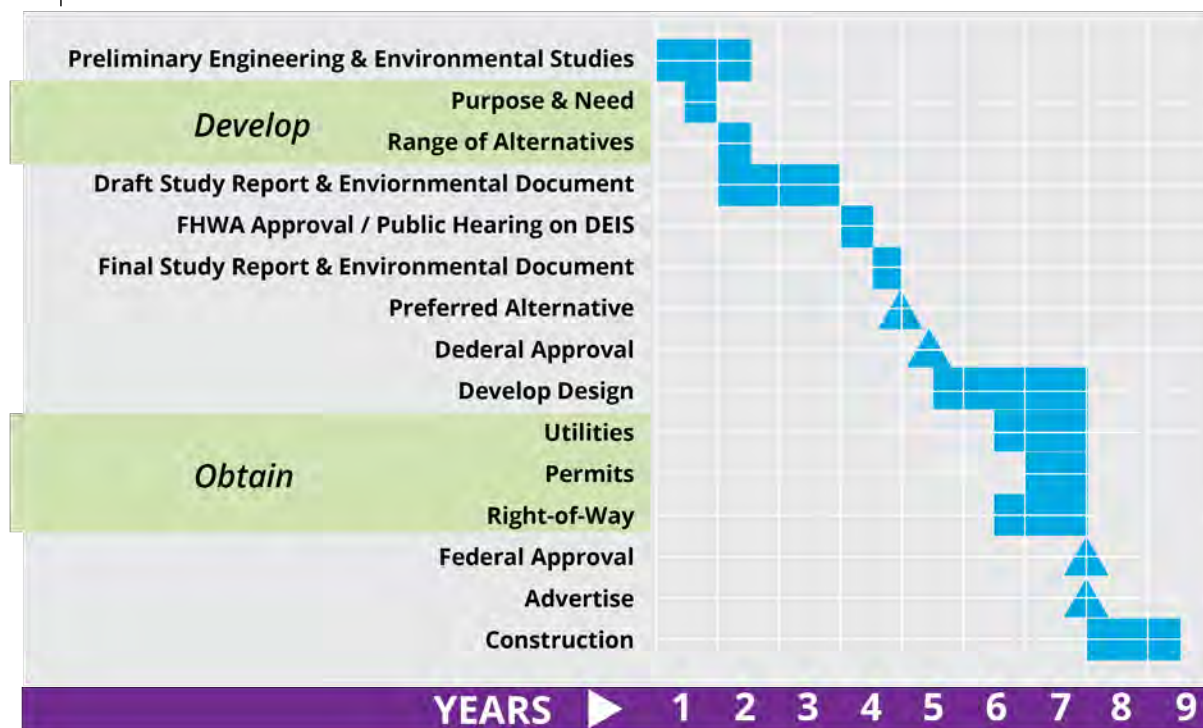 Preliminary Engineering & Environmental Studies
Develop
Purpose & Need
Range of Alternatives
Draft Study Report & Enviornmental Document
FHWA Approval / Public Hearing on DEIS
Final Study Report & Environmental Document
Preferred Alternative
Dederal Approval
Develop Design
Obtain
Utilities
Permits
Right-of-Way
Federal Approval
Advertise
Construction
YEARS 1 2 3 4 5 6 7 8 9